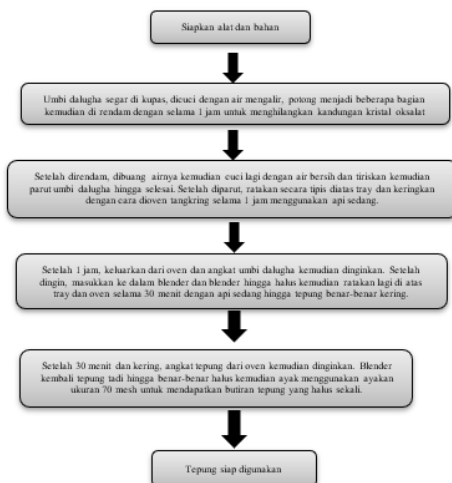 Siapkan alat dan bahan
Umbi dalugha segar di kupas, dicuci dengan air mengalir, potong menjadi beberapa bagian
kemudian di rendam dengan selama 1 jam untuk menghilangkan kandungan kristal oksalat
Setelah direndam, dibuang airnya kemudian cuci lagi dengan air bersih dan tiriskan kemudian
parut umbi dalugha hingga selesai. Setelah diparut, ratakan secara tipis diatas tray dan keringkan
dengan cara dioven tangkring selama 1 jam menggunakan api sedang.
Setelah 1 jam, keluarkan dari oven dan angkat umbi dalugha kemudian dinginkan. Setelah
dingin, masukkan ke dalam blender dan blender hingga halus kemudian ratakan lagi di atas
tray dan oven selama 30 menit dengan api sedang hingga tepung benar-benar kering.
Setelah 30 menit dan kering, angkat tepung dari oven kemudian dinginkan. Blender
kembali tepung tadi hingga benar-benar halus kemudian ayak menggunakan ayakan
ukuran 70 mesh untuk mendapatkan butiran tepung yang halus sekali.
Tepung siap digunakan